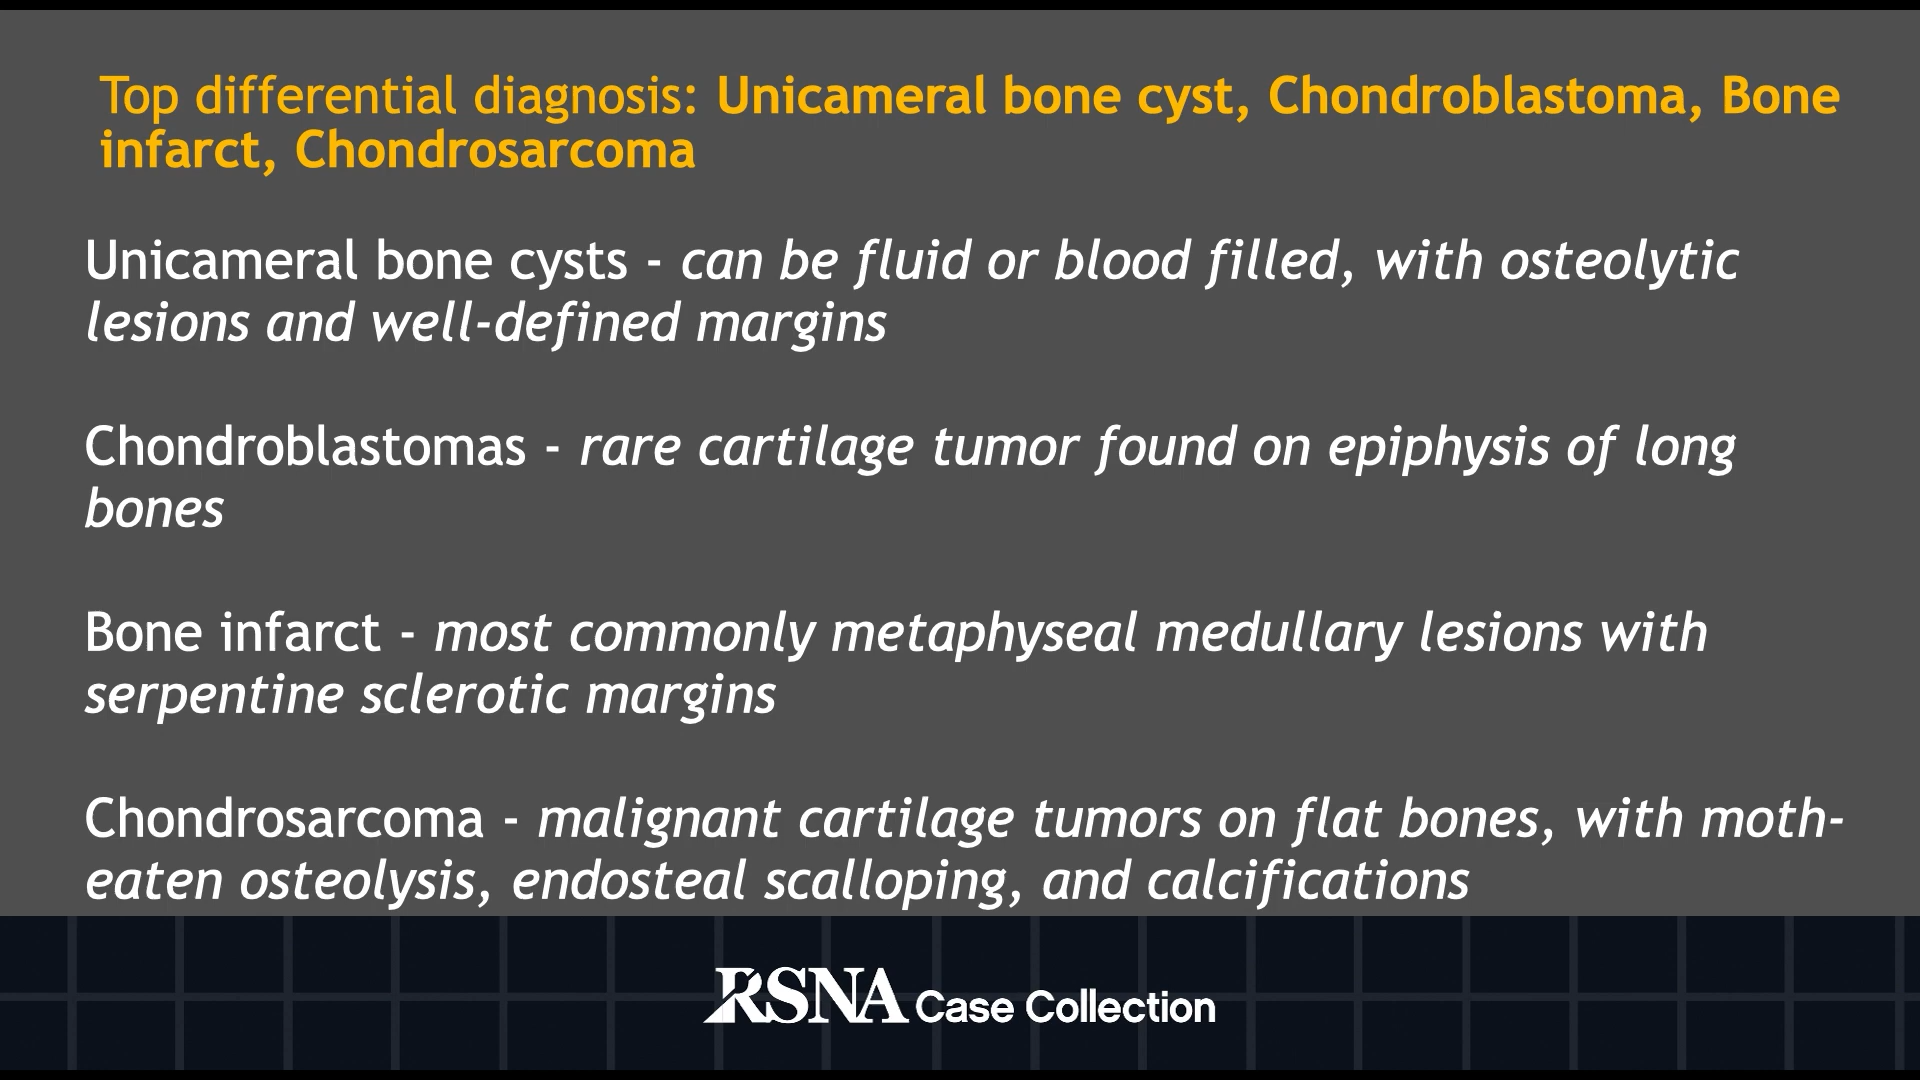 Top differential diagnosis: Unicameral bone cyst, Chondroblastoma, Bone
infarct, Chondrosarcoma
Unicameral bone cysts - can be fluid or blood filled, with osteolytic
lesions and well-defined margins
Chondroblastomas - rare cartilage tumor found on epiphysis of long
bones
Bone infarct - most commonly metaphyseal medullary lesions with
serpentine sclerotic margins
Chondrosarcoma - malignant cartilage tumors on flat bones, with moth-
eaten osteolysis, endosteal scalloping, and calcifications
RSNA Case Collection